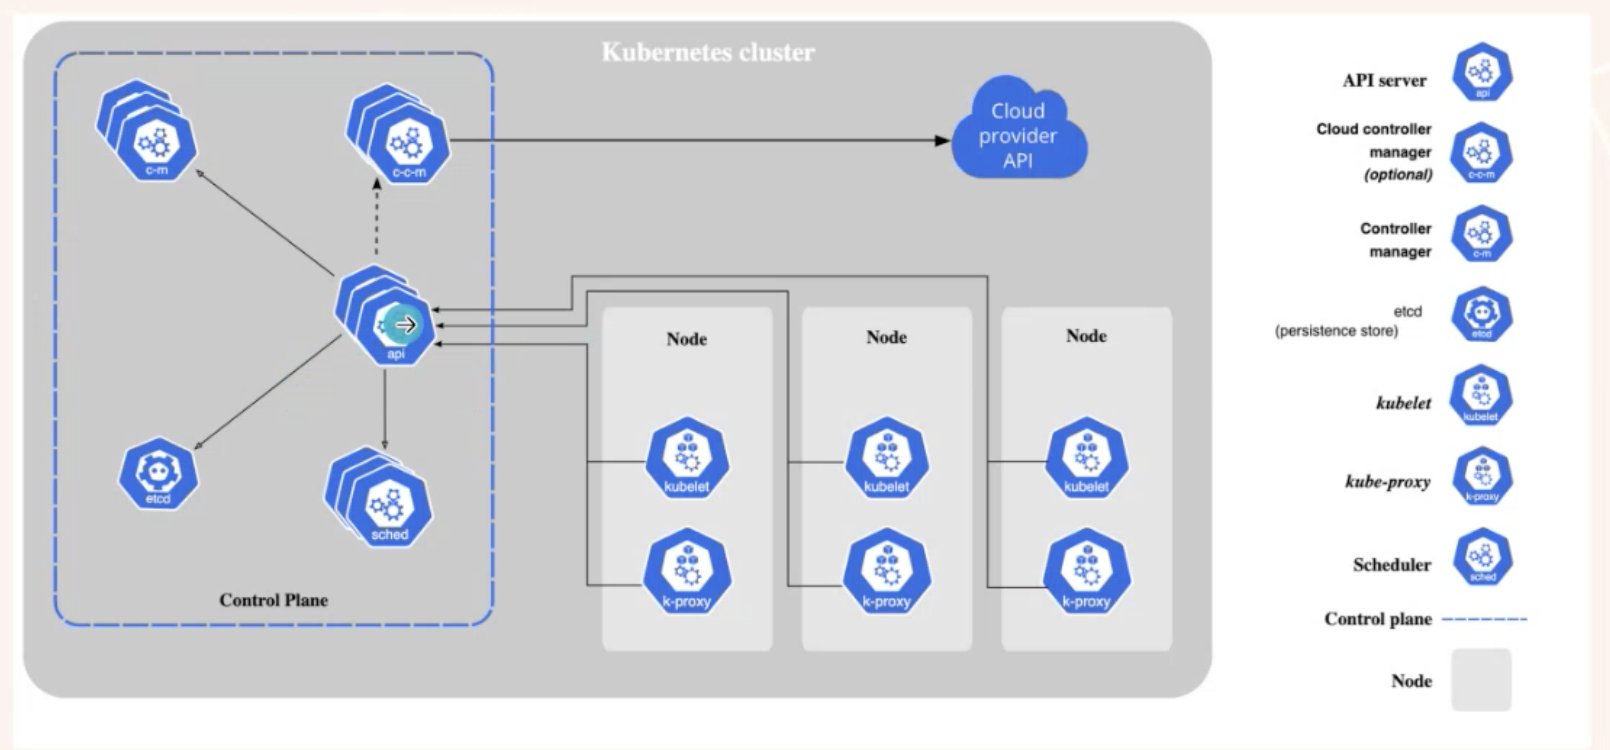 Kubernetes cluster
c-m
c-c-m
Cloud
provider
API
api
etcd
sched
Control Plane
Node
kubelet
k-proxy
Node
kubelet
k-proxy
Node
kubelet
k-proxy
API server
api
Cloud controller
manager
(optional)
c-c-m
Controller
manager
c-m
etcd
(persistence store)
etcd
kubelet
kubelet
kube-proxy
k-proxy
Scheduler
sched
Control plane
Node